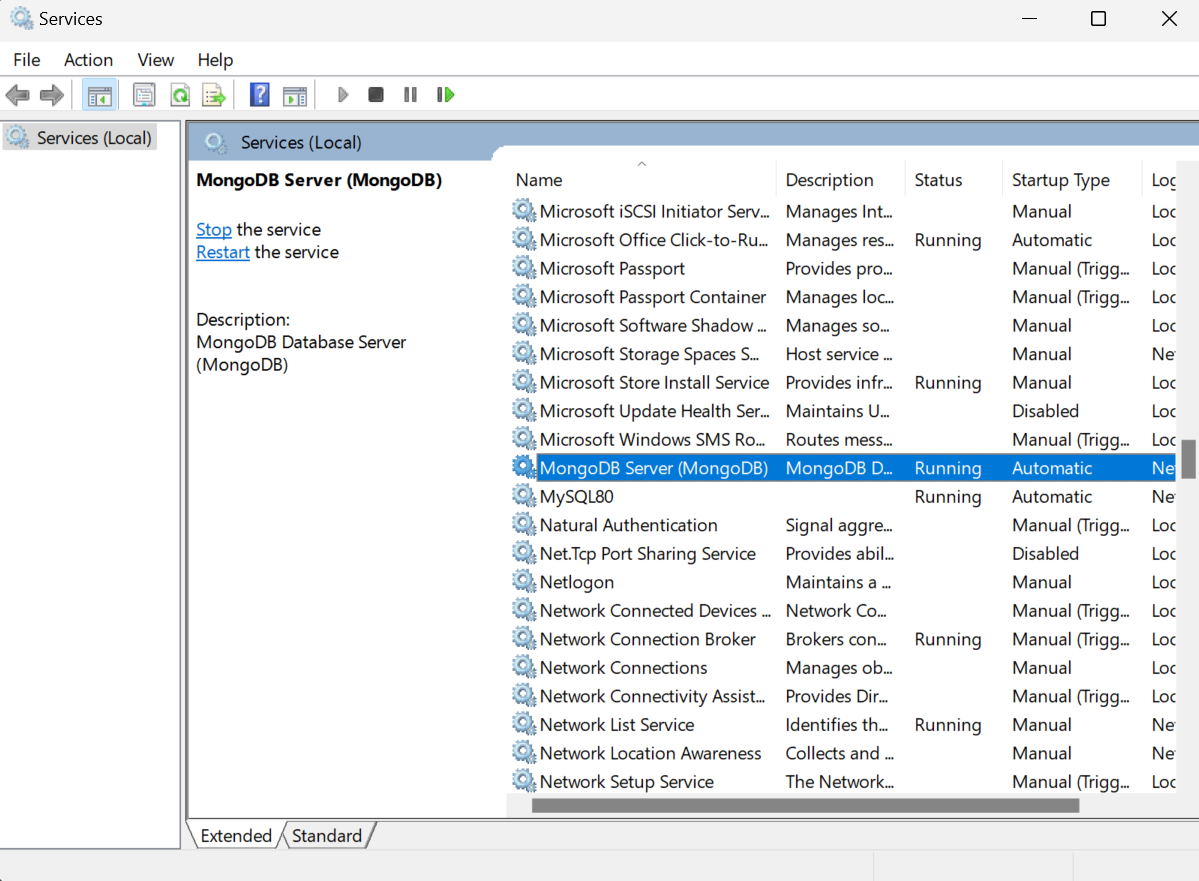 Services
File Action View Help
Services (Local)
Services (Local)
MongoDB Server (MongoDB)
Stop the service
Restart the service
Description:
MongoDB Database Server
(MongoDB)
Name Description Status Startup Type Log
Microsoft iSCSI Initiator Serv... Manages Int... Manual Loc
Microsoft Office Click-to-Ru... Manages res... Running Automatic Loc
Microsoft Passport Provides pro... Manual (Trigg... Loc
Microsoft Passport Container Manages loc... Manual (Trigg... Loc
Microsoft Software Shadow ... Manages so... Manual Loc
Microsoft Storage Spaces S... Host service ... Manual Ne
Microsoft Store Install Service Provides infr... Running Manual Loc
Microsoft Update Health Ser... Maintains U... Disabled Loc
Microsoft Windows SMS Ro... Routes mess... Manual (Trigg... Loc
MongoDB Server (MongoDB) MongoDB D... Running Automatic Ne
MySQL80 Running Automatic Ne
Natural Authentication Signal aggre... Manual (Trigg... Loc
Net.Tcp Port Sharing Service Provides abil... Disabled Loc
Netlogon Maintains a ... Manual Loc
Network Connected Devices ... Network Co... Manual (Trigg... Loc
Network Connection Broker Brokers con... Running Manual (Trigg... Loc
Network Connections Manages ob... Manual Loc
Network Connectivity Assist... Provides Dir... Manual (Trigg... Loc
Network List Service Identifies th... Running Manual Ne
Network Location Awareness Collects and ... Manual Ne
Network Setup Service The Network... Manual (Trigg... Loc
Extended Standard